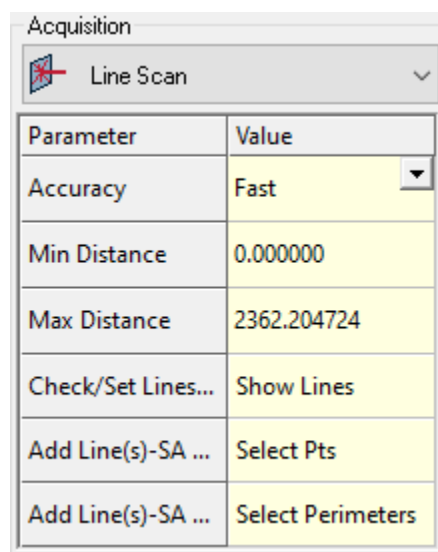 Acquisition
Line Scan
Parameter Value
Accuracy Fast
Min Distance 0.000000
Max Distance 2362.204724
Check/Set Lines... Show Lines
Add Line(s)-SA ... Select Pts
Add Line(s)-SA ... Select Perimeters